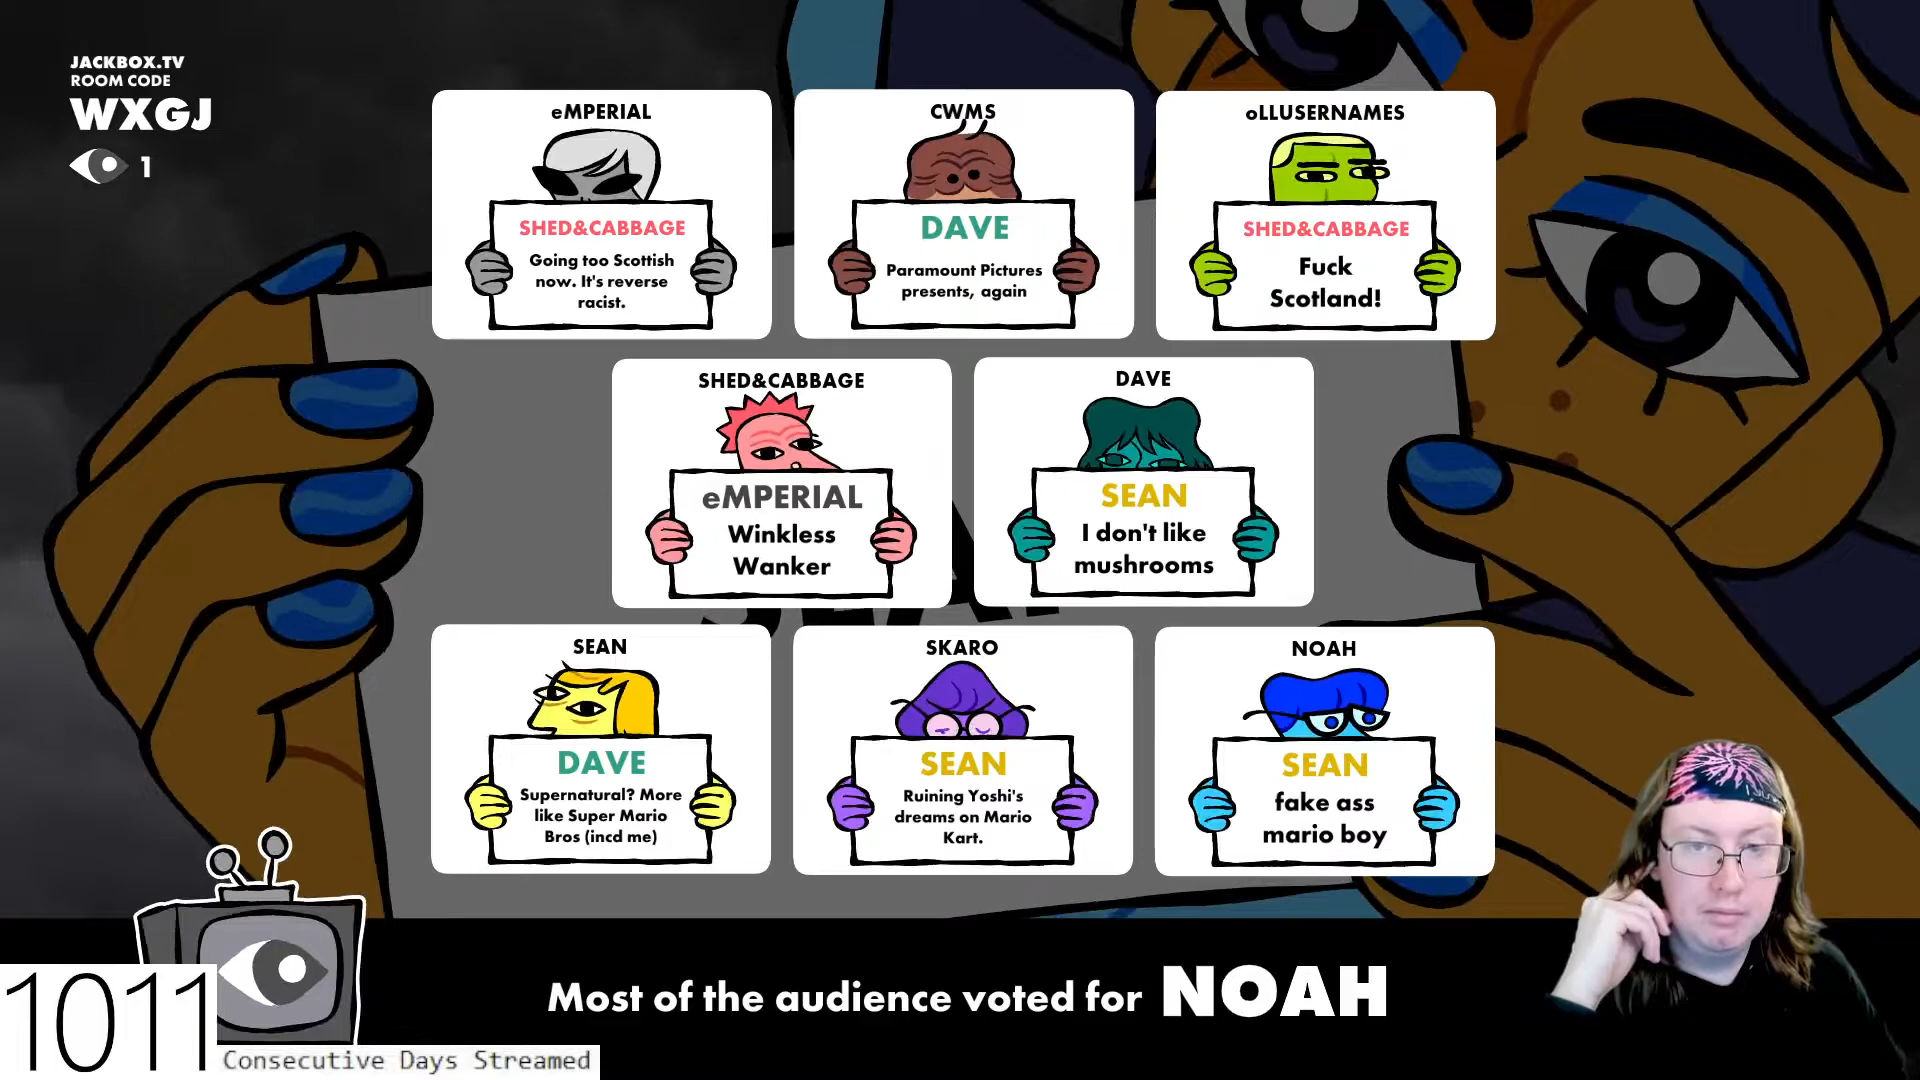 JACKBOX.TV
ROOM CODE
WXGJ
1
eMPERIAL
SHED&CABBAGE
Going too Scottish
now. It's reverse
racist.
CWMS
DAVE
Paramount Pictures
presents, again
oLLUSERNAMES
SHED&CABBAGE
Fuck
Scotland!
SHED&CABBAGE
eMPERIAL
Winkless
Wanker
DAVE
SEAN
I don't like
mushrooms
SEAN
DAVE
Supernatural? More
like Super Mario
Bros (incd me)
SKARO
SEAN
Ruining Yoshi's
dreams on Mario
Kart.
NOAH
SEAN
fake ass
mario boy
Most of the audience voted for NOAH
1011
Consecutive Days Streamed